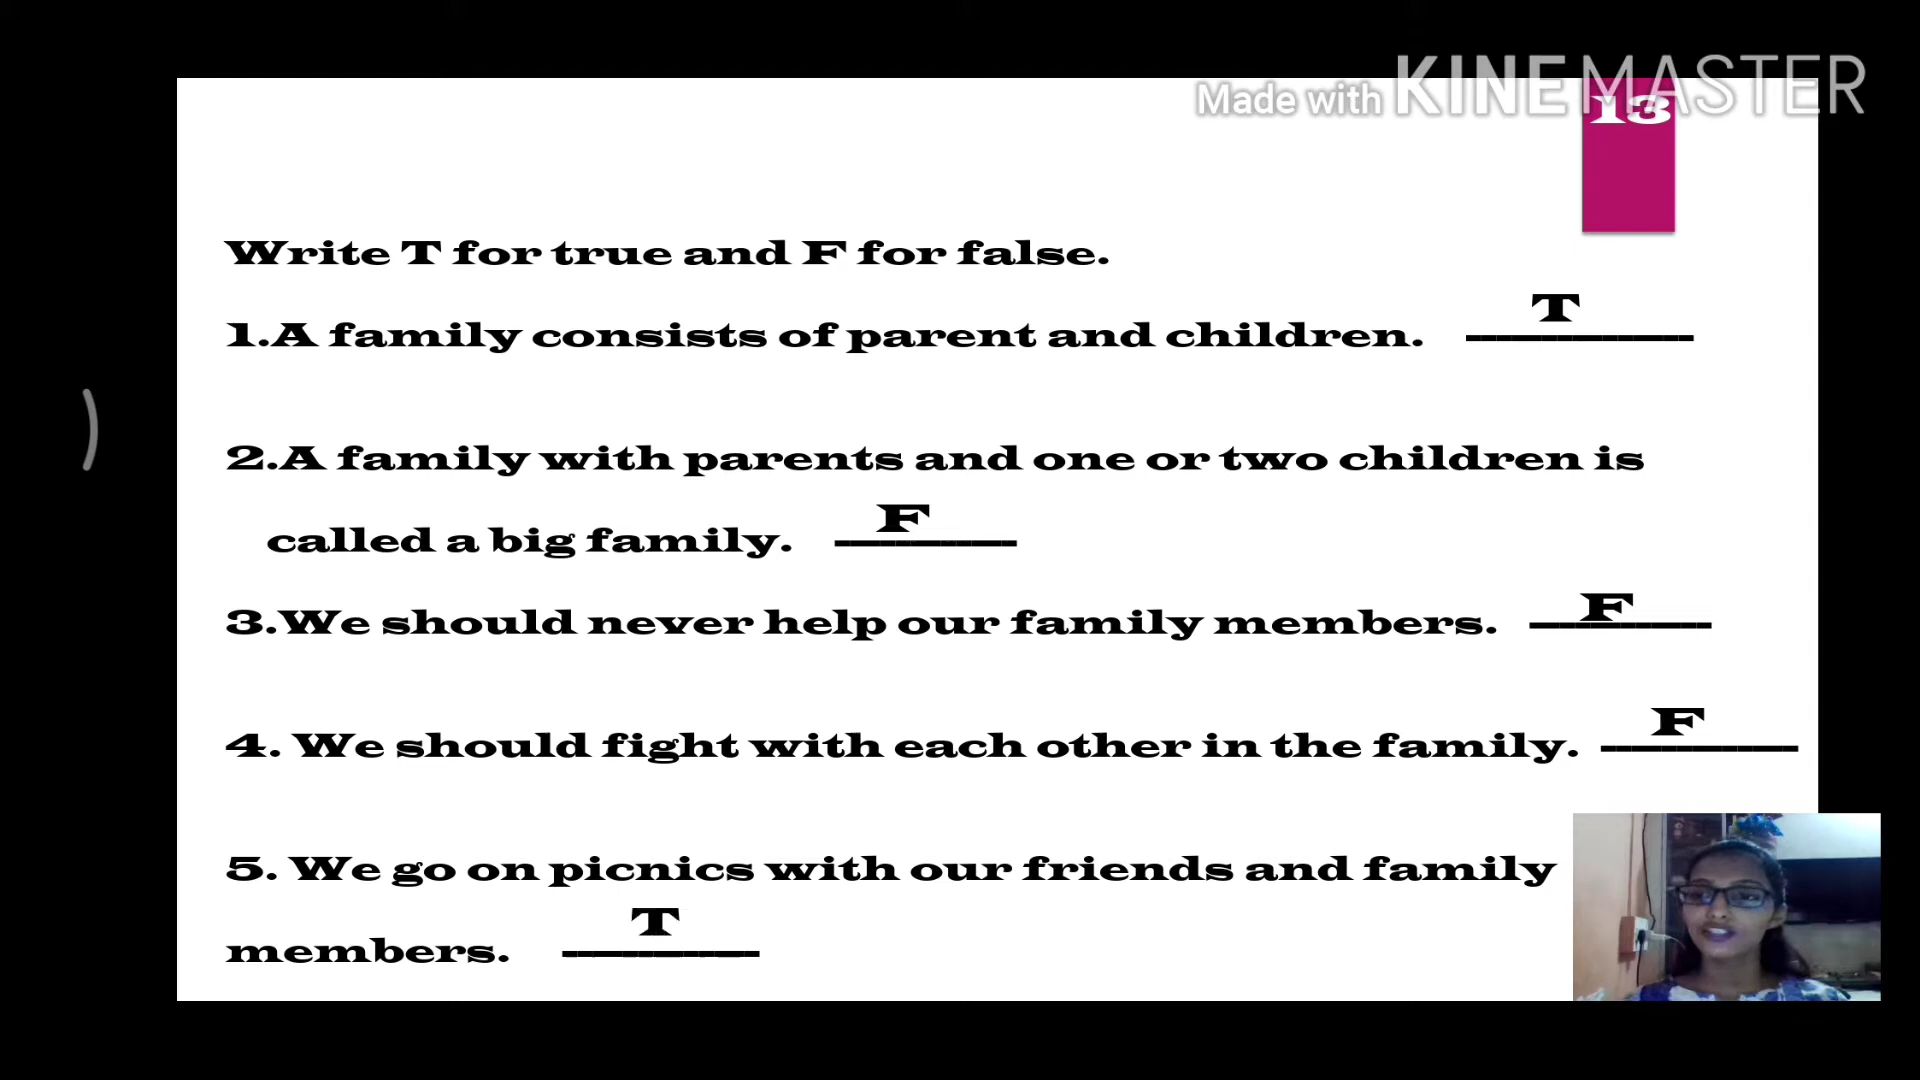 Made with KINEMASTER
13
Write T for true and F for false.
1.A family consists of parent and children. T
2.A family with parents and one or two children is
called a big family. F
3.We should never help our family members. F
4. We should fight with each other in the family. F
5. We go on picnics with our friends and family
members. T